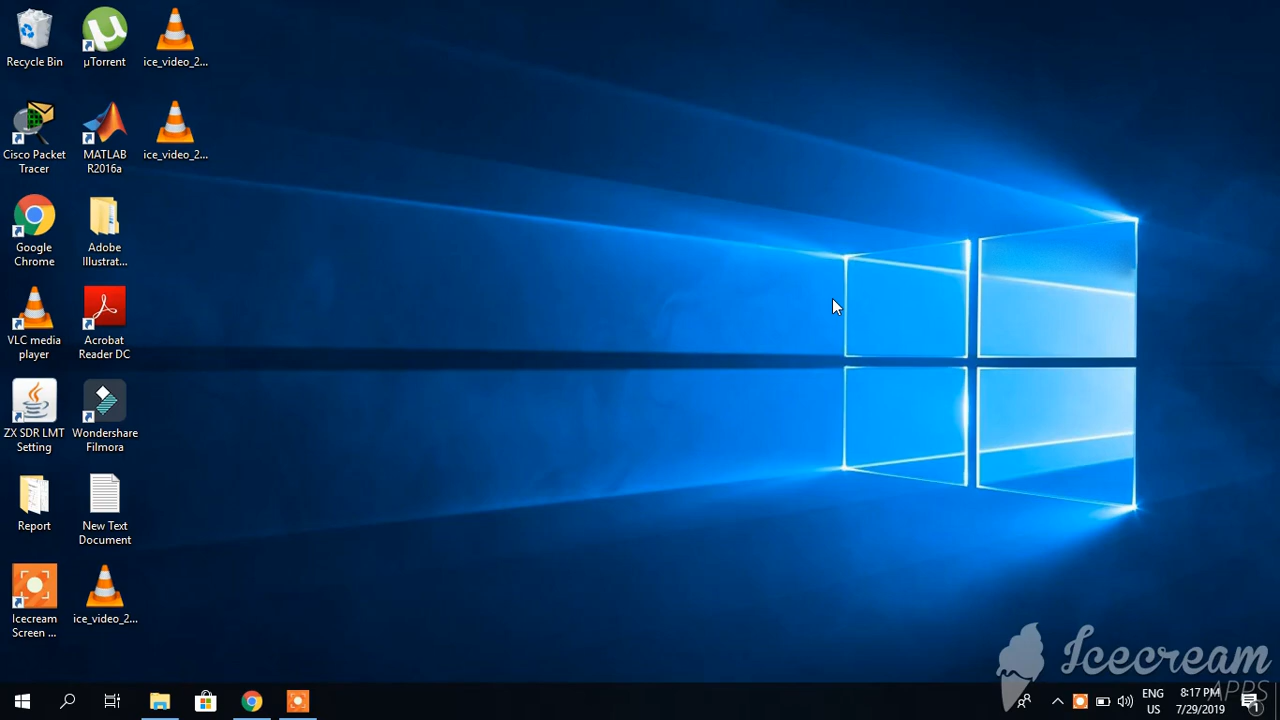 Recycle Bin
µTorrent
ice_video_2...
Cisco Packet
Tracer
MATLAB
R2016a
ice_video_2...
Google
Chrome
Adobe
Illustrat...
VLC media
player
Acrobat
Reader DC
ZX SDR LMT
Setting
Wondershare
Filmora
Report
New Text
Document
Icecream
Screen ...
ice_video_2...
Icecream
APPS
ENG
US
8:17 PM
7/29/2019
1